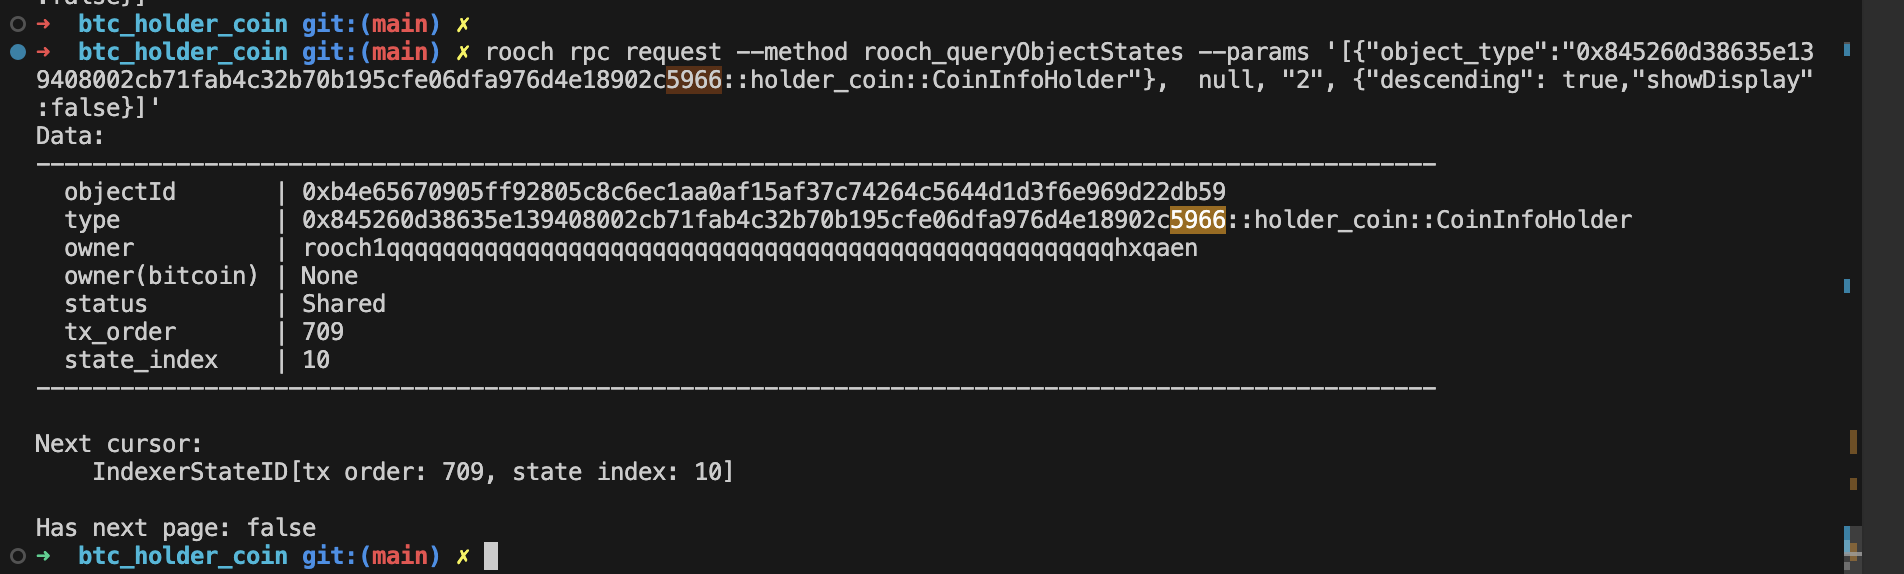 :false}]'
➜  btc_holder_coin git:(main) ✗
➜  btc_holder_coin git:(main) ✗ rooch rpc request --method rooch_queryObjectStates --params '[{"object_type":"0x845260d38635e13
9408002cb71fab4c32b70b195cfe06dfa976d4e18902c5966::holder_coin::CoinInfoHolder"},  null, "2", {"descending": true,"showDisplay"
:false}]'
Data:
objectId | 0xb4e65670905ff92805c8c6ec1aa0af15af37c74264c5644d1d3f6e969d22db59
type | 0x845260d38635e139408002cb71fab4c32b70b195cfe06dfa976d4e18902c5966::holder_coin::CoinInfoHolder
owner | rooch1qqqqqqqqqqqqqqqqqqqqqqqqqqqqqqqqqqqqqqqqqqqqqqqqqqqqhxqaen
owner(bitcoin) | None
status | Shared
tx_order | 709
state_index | 10
Next cursor:
IndexerStateID[tx order: 709, state index: 10]
Has next page: false
➜  btc_holder_coin git:(main) ✗